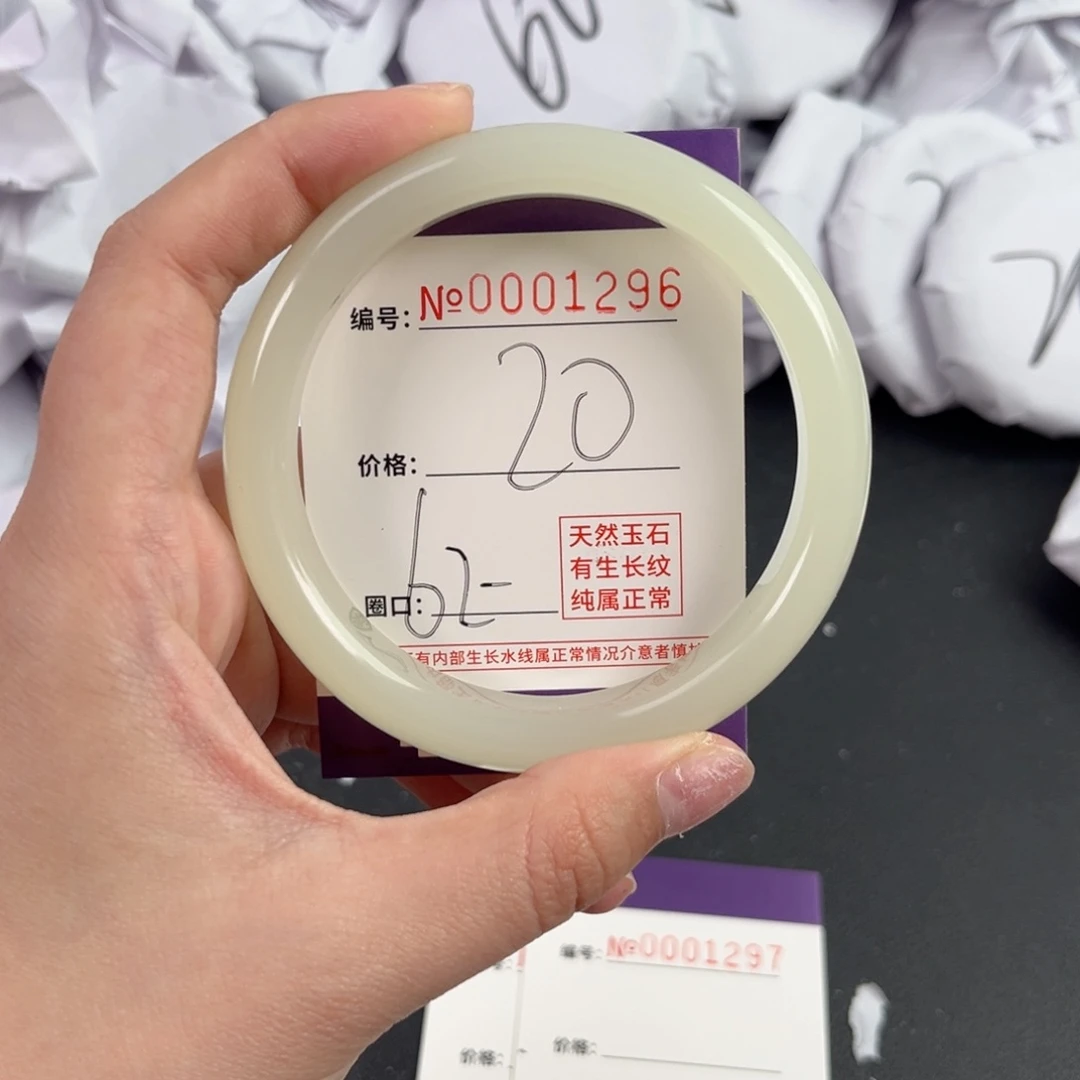 60
编号: №0001296
价格: 20
圈口: 62-
天然玉石
有生长纹
纯属正常
有内部生长水线属正常情况介意者慎
编号: №0001297
价格:
价格: